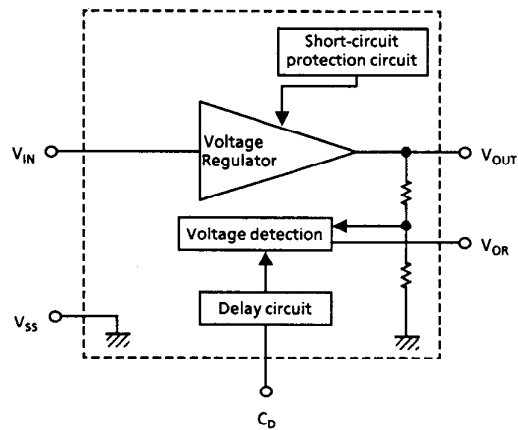 Short-circuit
protection circuit
Voltage
Regulator
VIN
VOUT
Voltage detection
VOR
Delay circuit
VSS
CD